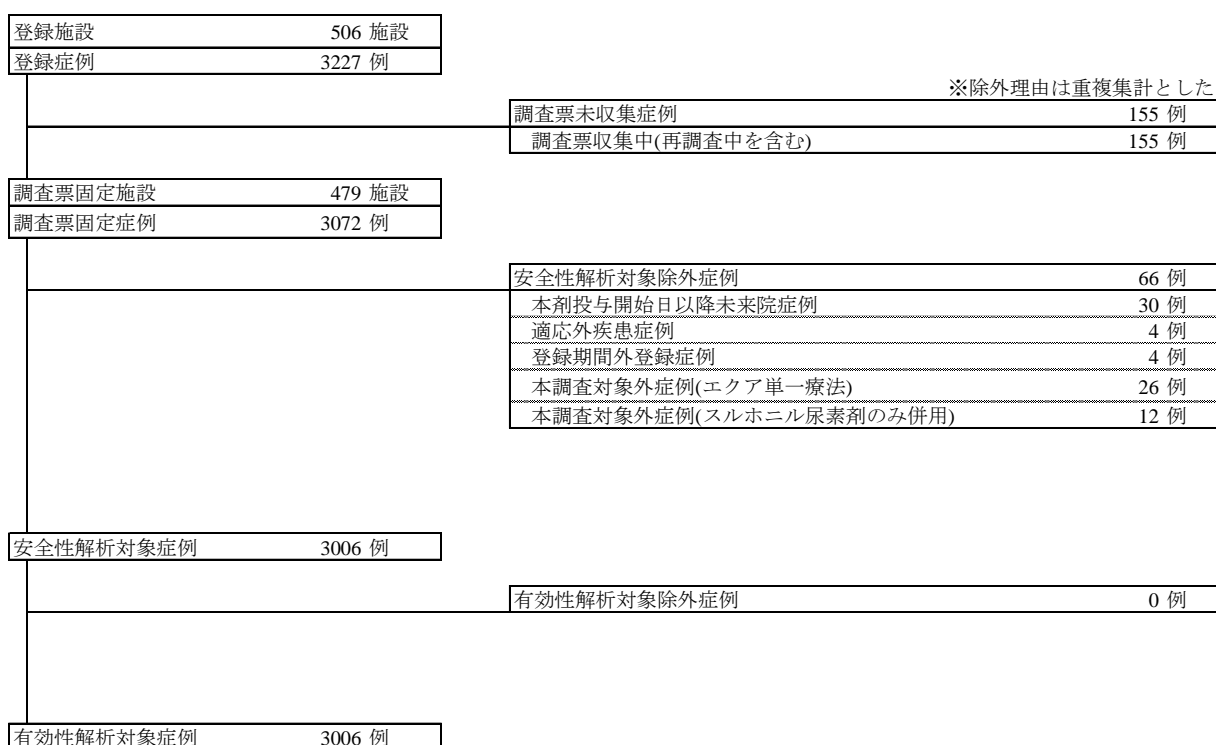 登録施設 506 施設
登録症例 3227 例
※除外理由は重複集計とした
調査票未収集症例 155 例
調査票収集中(再調査中を含む) 155 例
調査票固定施設 479 施設
調査票固定症例 3072 例
安全性解析対象除外症例 66 例
本剤投与開始日以降未来院症例 30 例
適応外疾患症例 4 例
登録期間外登録症例 4 例
本調査対象外症例(エクア単一療法) 26 例
本調査対象外症例(スルホニル尿素剤のみ併用) 12 例
安全性解析対象症例 3006 例
有効性解析対象除外症例 0 例
有効性解析対象症例 3006 例